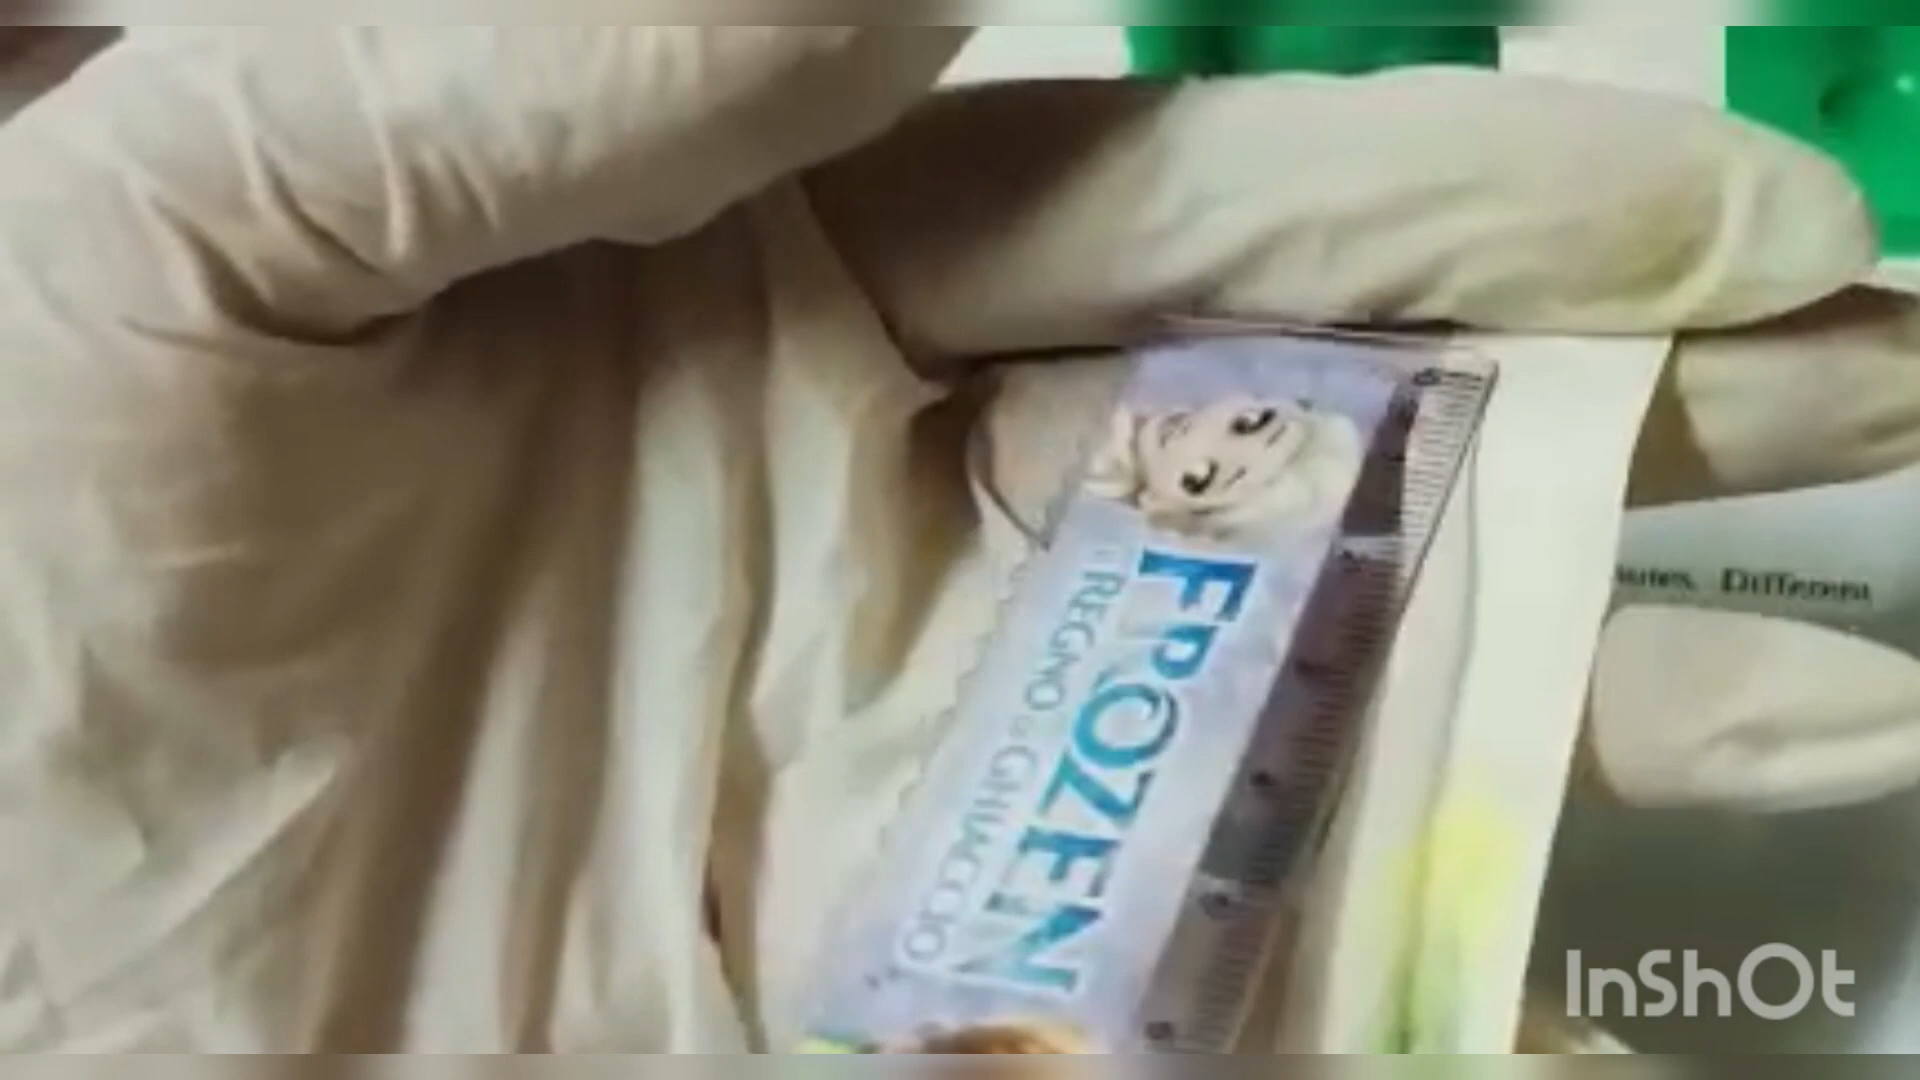 FROZEN
IL REGNO DI GHIACCIO
Different
InShOt